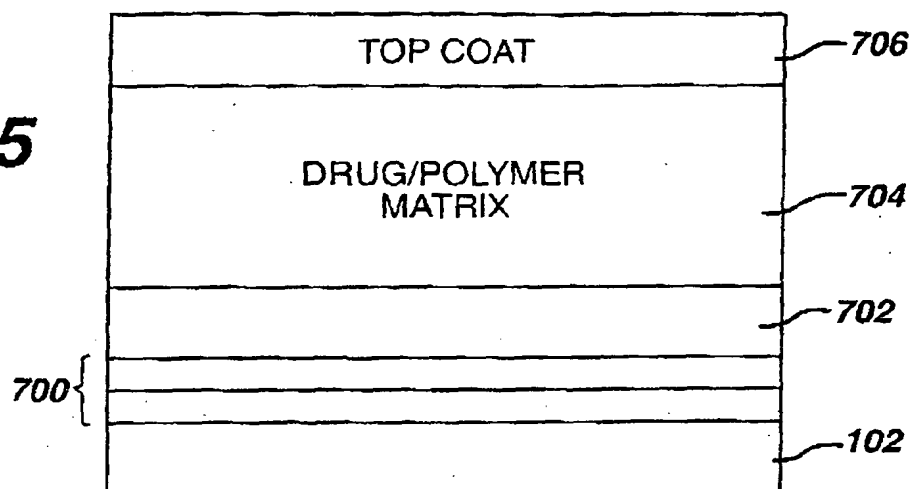 TOP COAT
706
5
DRUG/POLYMER
MATRIX
704
702
700
102